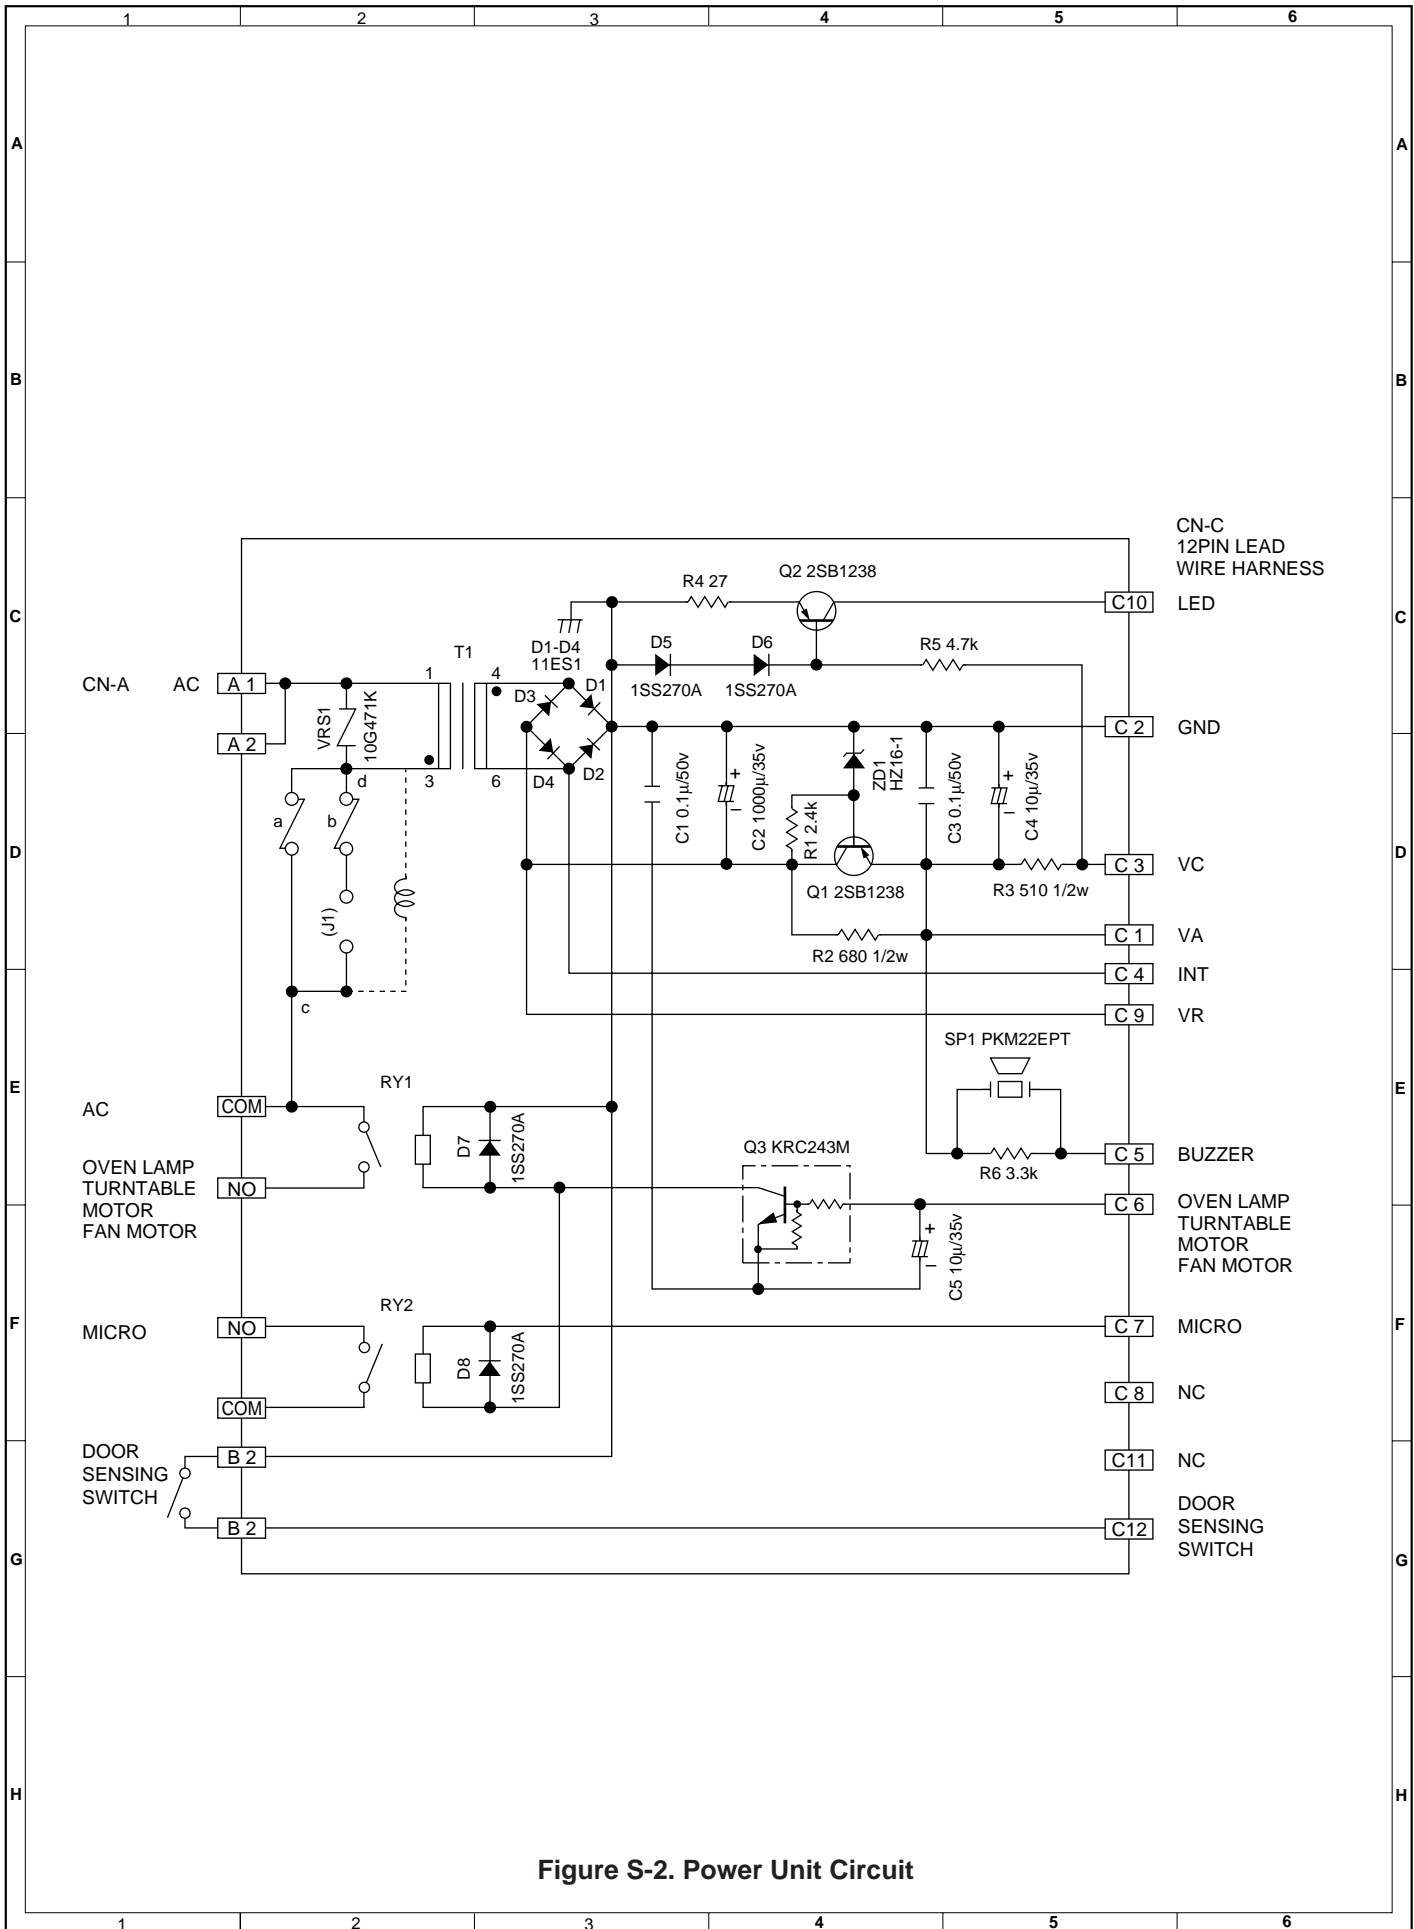 1 2 3 4 5 6
A A
B B
CN-C
12PIN LEAD
WIRE HARNESS
Q2 2SB1238
R4 27
C10 LED
C C
D1-D4
11ES1
D5 D6 R5 4.7k
T1
CN-A AC A 1
1 4
1SS270A 1SS270A
D3 D1
VRS1
10G471K
C 2 GND
A 2
3 6 D4 D2
d
C1 0.1µ/50v
+
–
C2 1000µ/35v
ZD1
HZ16-1
R1 2.4k
C3 0.1µ/50v
+
–
C4 10µ/35v
a b
D D
C 3 VC
Q1 2SB1238
R3 510 1/2w
(J1)
C 1 VA
R2 680 1/2w
C 4 INT
c
C 9 VR
SP1 PKM22EPT
RY1
E E
AC COM
D7
1SS270A
Q3 KRC243M
C 5 BUZZER
R6 3.3k
OVEN LAMP
TURNTABLE
MOTOR
FAN MOTOR
NO
C 6
OVEN LAMP
TURNTABLE
MOTOR
FAN MOTOR
+
–
C5 10µ/35v
RY2
F F
MICRO NO
C 7 MICRO
D8
1SS270A
C 8 NC
COM
DOOR
SENSING
SWITCH
B 2
C11 NC
B 2
C12
DOOR
SENSING
SWITCH
G G
H H
Figure S-2. Power Unit Circuit
1 2 3 4 5 6